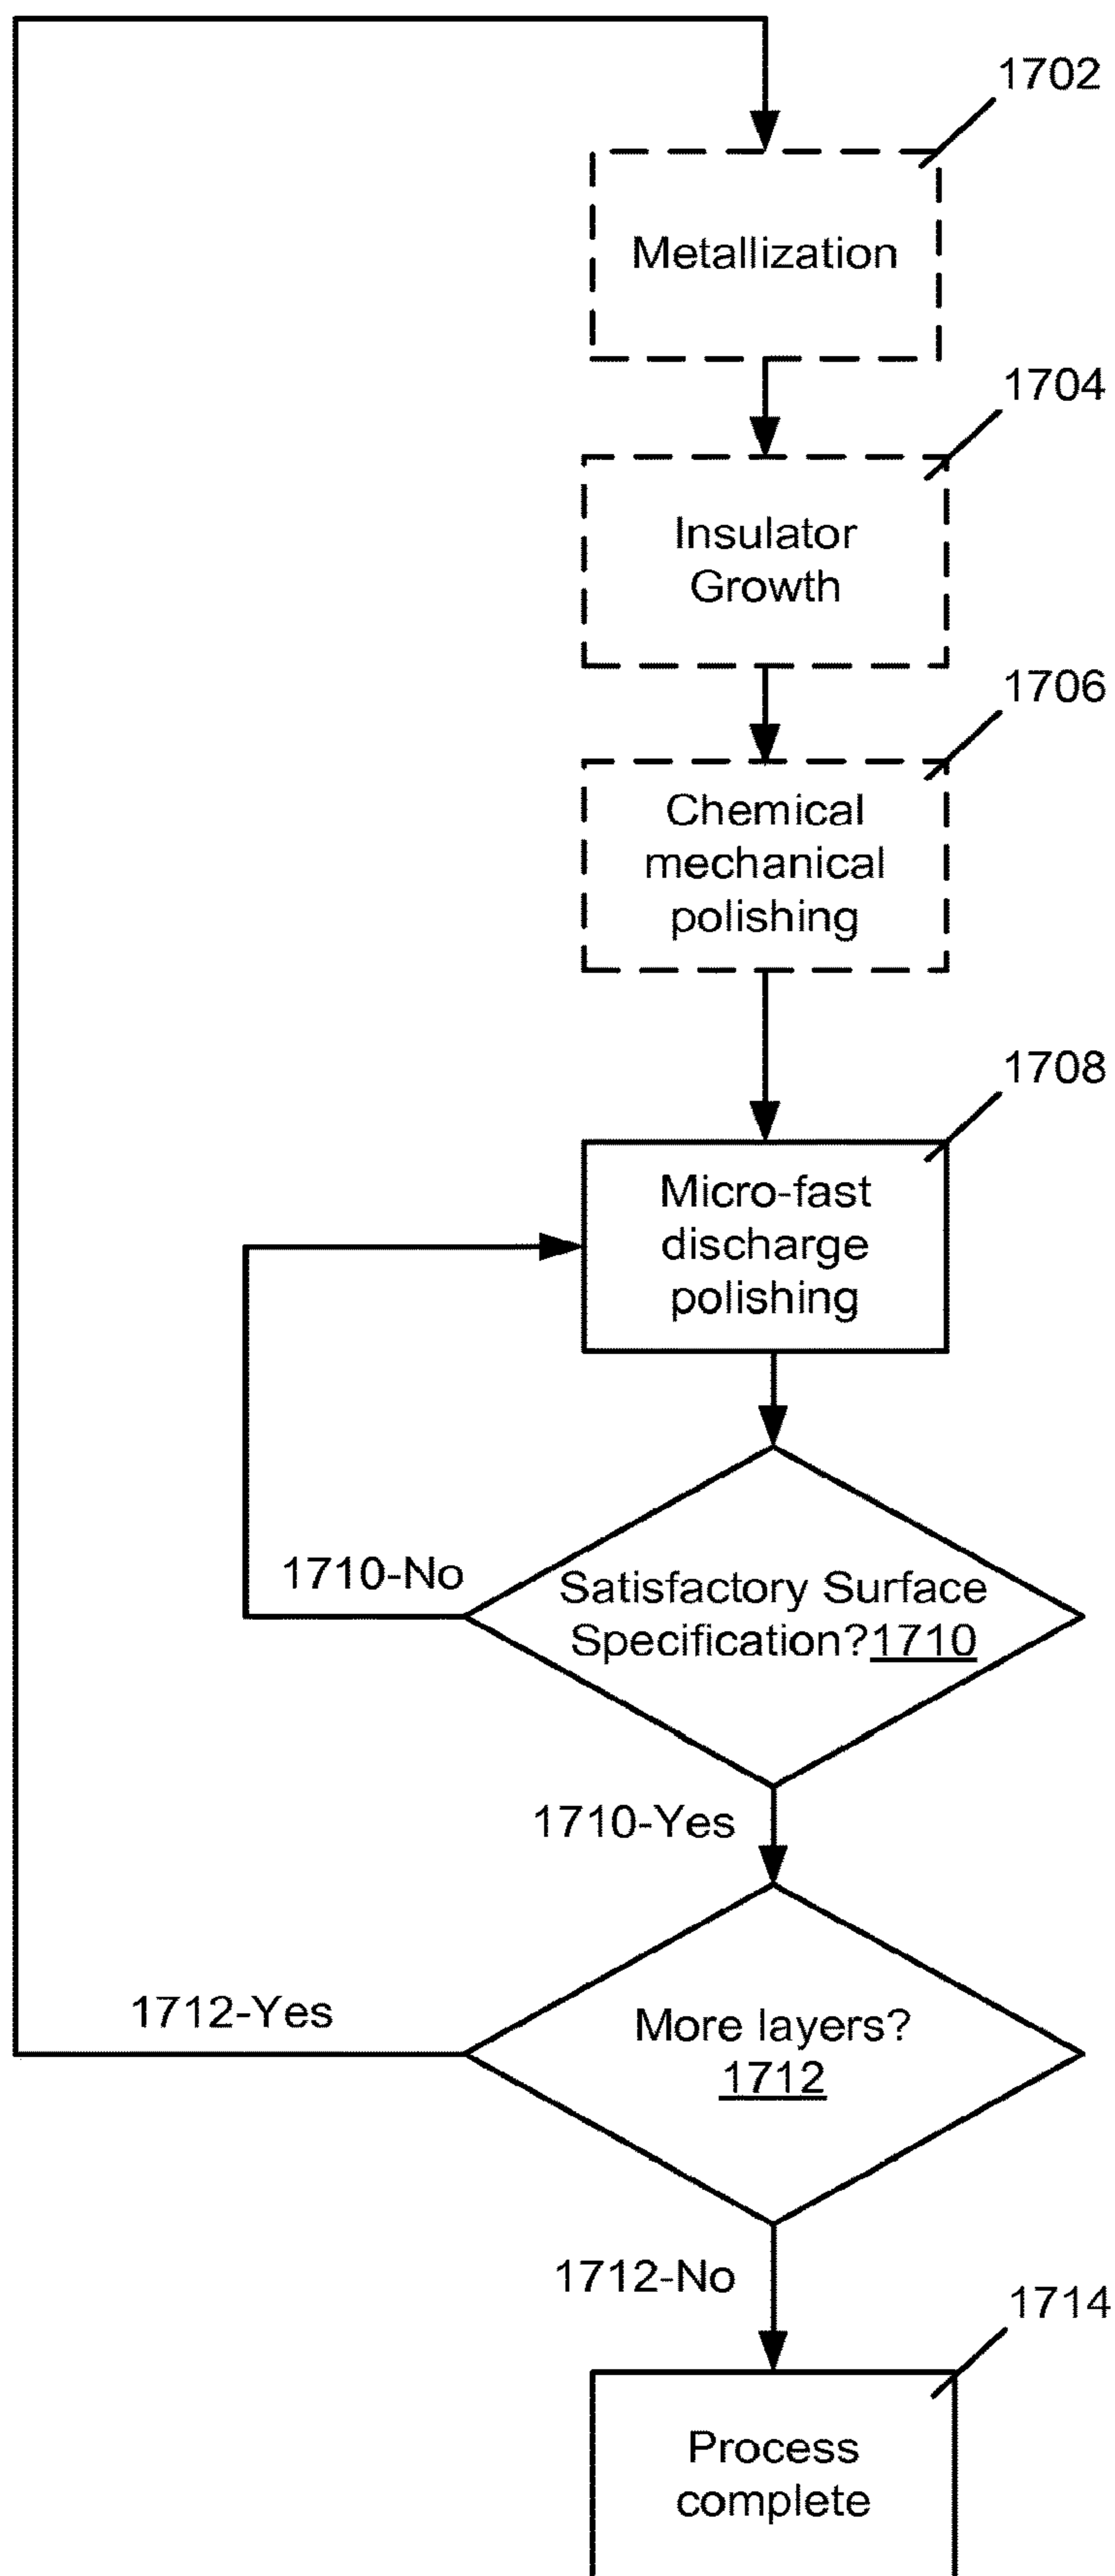 1702
Metallization
1704
Insulator
Growth
1706
Chemical
mechanical
polishing
1708
Micro-fast
discharge
polishing
1710-No
Satisfactory Surface
Specification?1710
1710-Yes
1712-Yes
More layers?
1712
1712-No
1714
Process
complete